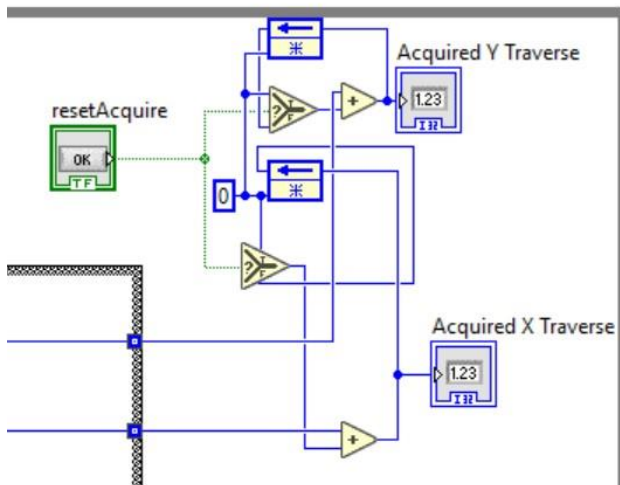 Acquired Y Traverse
1.23
I32
resetAcquire
OK
TF
?
T
F
+
0
?
T
F
+
Acquired X Traverse
1.23
I32